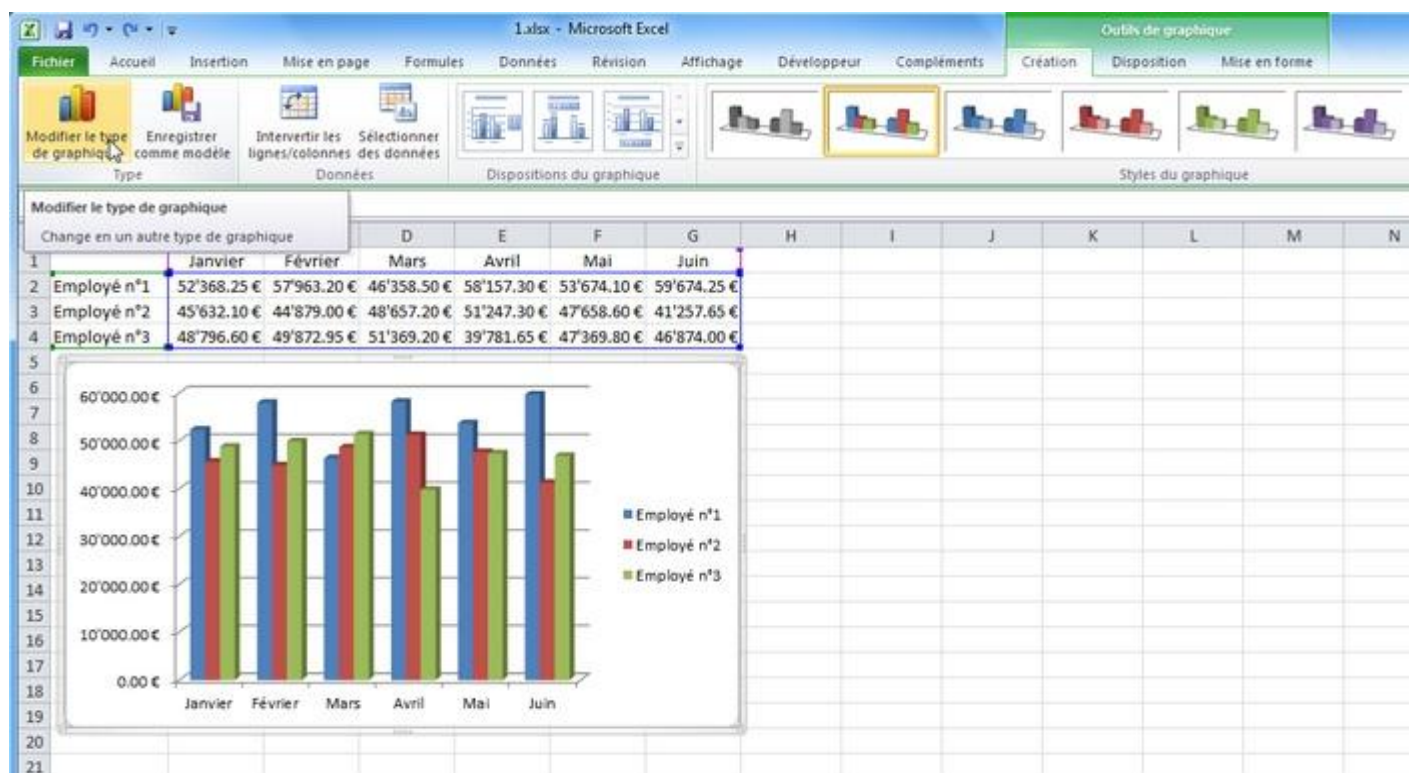 1.xlsx - Microsoft Excel
Outils de graphique
Fichier Accueil Insertion Mise en page Formules Données Révision Affichage Développeur Compléments Création Disposition Mise en forme
Modifier le type de graphique
Enregistrer comme modèle
Intervertir les lignes/colonnes
Sélectionner des données
Type Données Dispositions du graphique Styles du graphique
Modifier le type de graphique
Change en un autre type de graphique
D E F G H I J K L M N
1 Janvier Février Mars Avril Mai Juin
2 Employé n°1 52'368.25 € 57'963.20 € 46'358.50 € 58'157.30 € 53'674.10 € 59'674.25 €
3 Employé n°2 45'632.10 € 44'879.00 € 48'657.20 € 51'247.30 € 47'658.60 € 41'257.65 €
4 Employé n°3 48'796.60 € 49'872.95 € 51'369.20 € 39'781.65 € 47'369.80 € 46'874.00 €
5
6
7
8
9
10
11
12
13
14
15
16
17
18
19
20
21
60'000.00 €
50'000.00 €
40'000.00 €
30'000.00 €
20'000.00 €
10'000.00 €
0.00 €
Janvier Février Mars Avril Mai Juin
Employé n°1
Employé n°2
Employé n°3